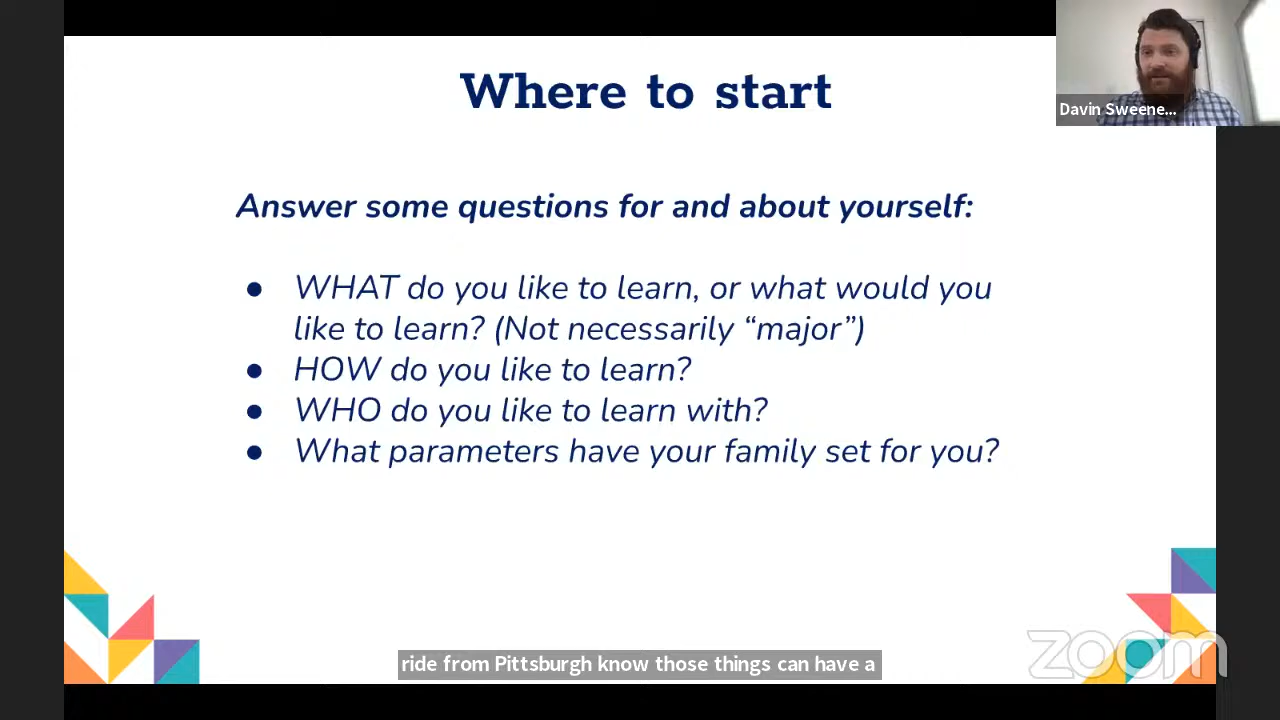 Where to start
Davin Sweene...
Answer some questions for and about yourself:
● WHAT do you like to learn, or what would you
like to learn? (Not necessarily “major”)
● HOW do you like to learn?
● WHO do you like to learn with?
● What parameters have your family set for you?
zoom
ride from Pittsburgh know those things can have a